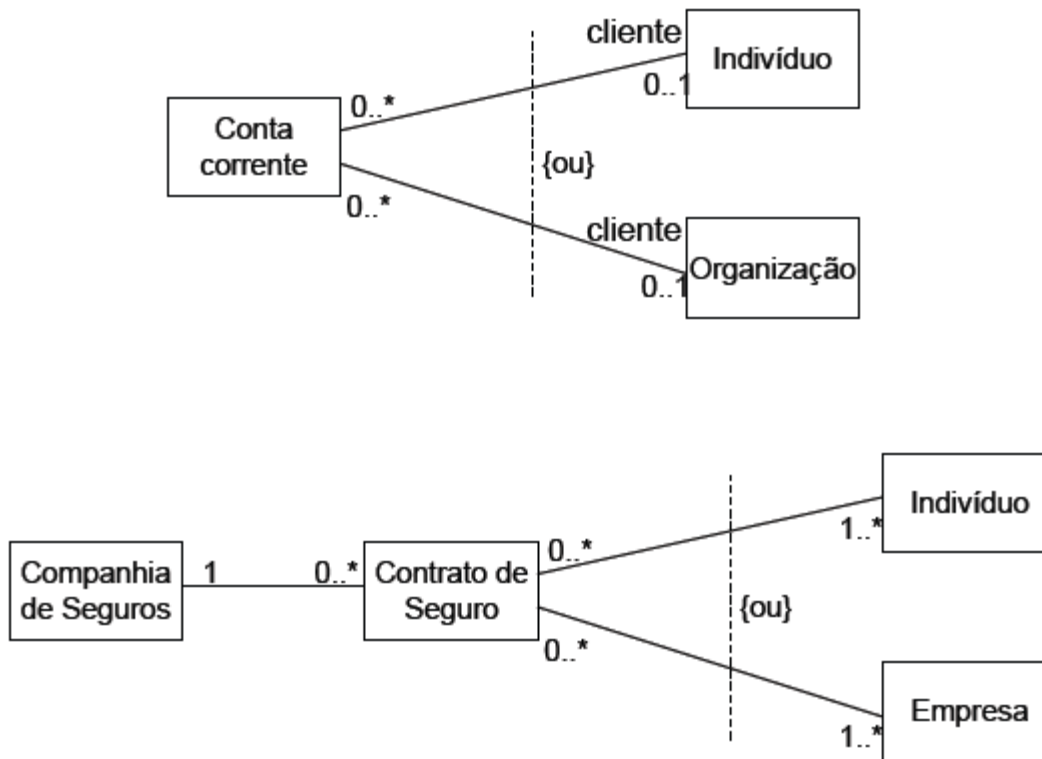 cliente
Indivíduo
0..1
0..*
Conta
corrente
{ou}
0..*
cliente
Organização
0..1
Indivíduo
1..*
0..*
Companhia
de Seguros
1
0..*
Contrato de
Seguro
{ou}
0..*
Empresa
1..*